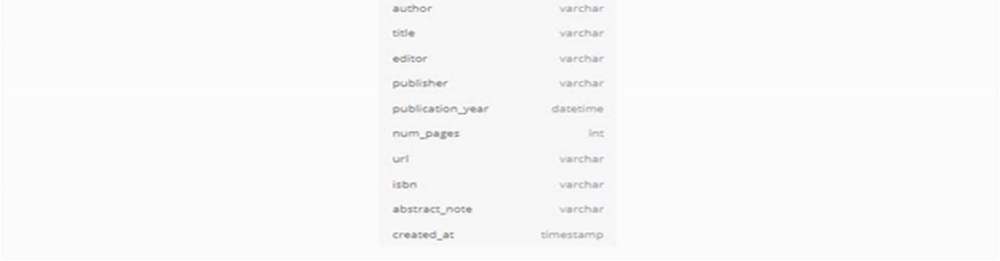 author varchar
title varchar
editor varchar
publisher varchar
publication_year datetime
num_pages int
url varchar
isbn varchar
abstract_note varchar
created_at timestamp